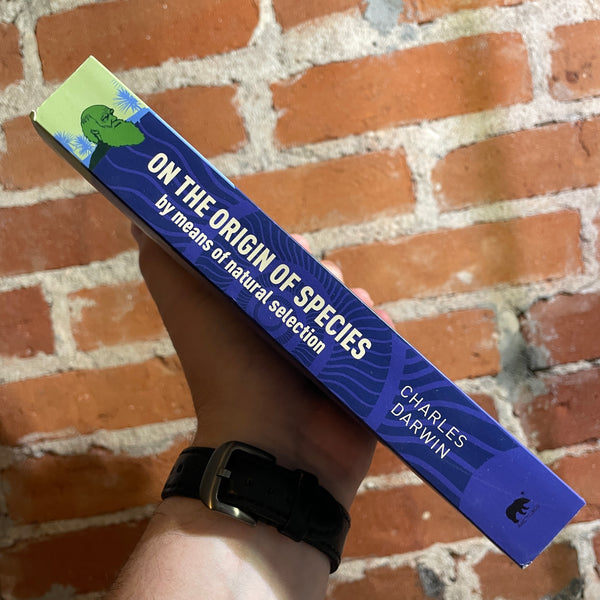 ON THE ORIGIN OF SPECIES
by means of natural selection
CHARLES
DARWIN